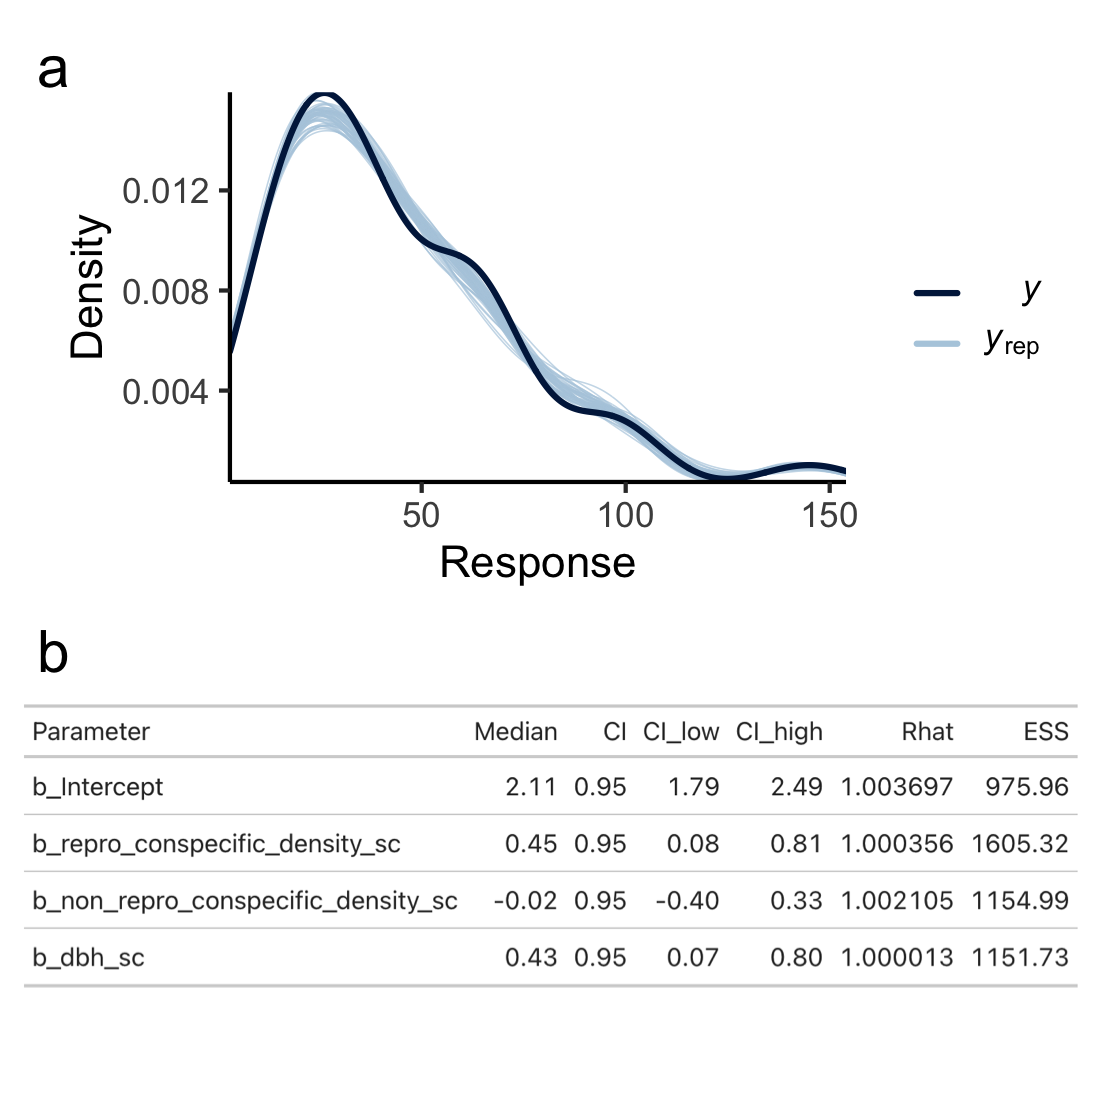 a
Density
0.012
0.008
0.004
50 100 150
Response
y
y rep
b
Parameter Median CI CI_low CI_high Rhat ESS
b_Intercept 2.11 0.95 1.79 2.49 1.003697 975.96
b_repro_conspecific_density_sc 0.45 0.95 0.08 0.81 1.000356 1605.32
b_non_repro_conspecific_density_sc -0.02 0.95 -0.40 0.33 1.002105 1154.99
b_dbh_sc 0.43 0.95 0.07 0.80 1.000013 1151.73